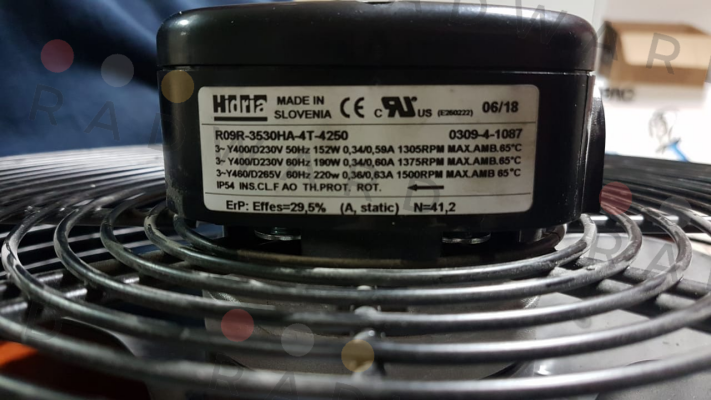 Hidria
MADE IN
SLOVENIA
CE
c UR US
(E260222)
06/18
R09R-3530HA-4T-4250 0309-4-1087
3~ Y400/D230V 50Hz 152W 0,34/0,59A 1305RPM MAX.AMB.65°C
3~ Y400/D230V 60Hz 190W 0,34/0,60A 1375RPM MAX.AMB.65°C
3~Y460/D265V 60Hz 220w 0,36/0,63A 1500RPM MAX.AMB 65°C
IP54 INS.CL.F AO TH.PROT. ROT.
ErP: Effes=29,5% (A, static) N=41,2